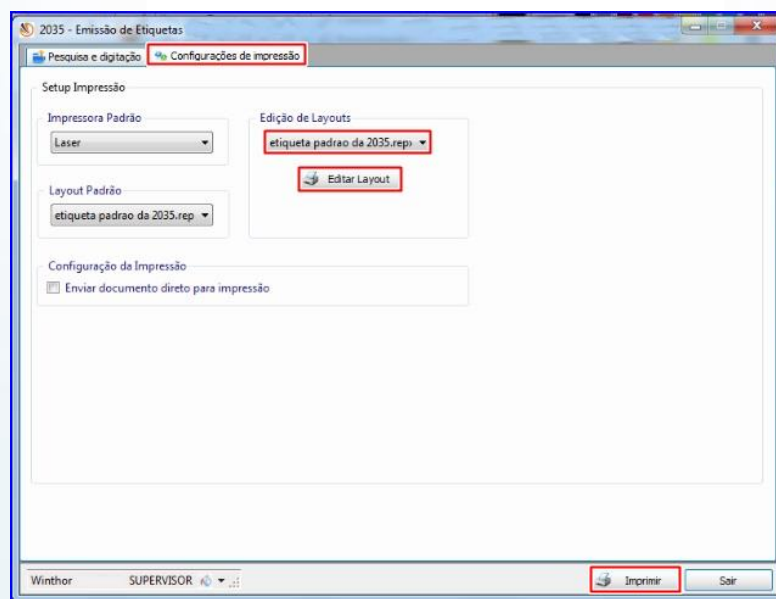 2035 - Emissão de Etiquetas
Pesquisa e digitação
Configurações de impressão
Setup Impressão
Impressora Padrão
Laser
Edição de Layouts
etiqueta padrao da 2035.rep
Editar Layout
Layout Padrão
etiqueta padrao da 2035.rep
Configuração da Impressão
Enviar documento direto para impressão
Winthor SUPERVISOR
Imprimir Sair